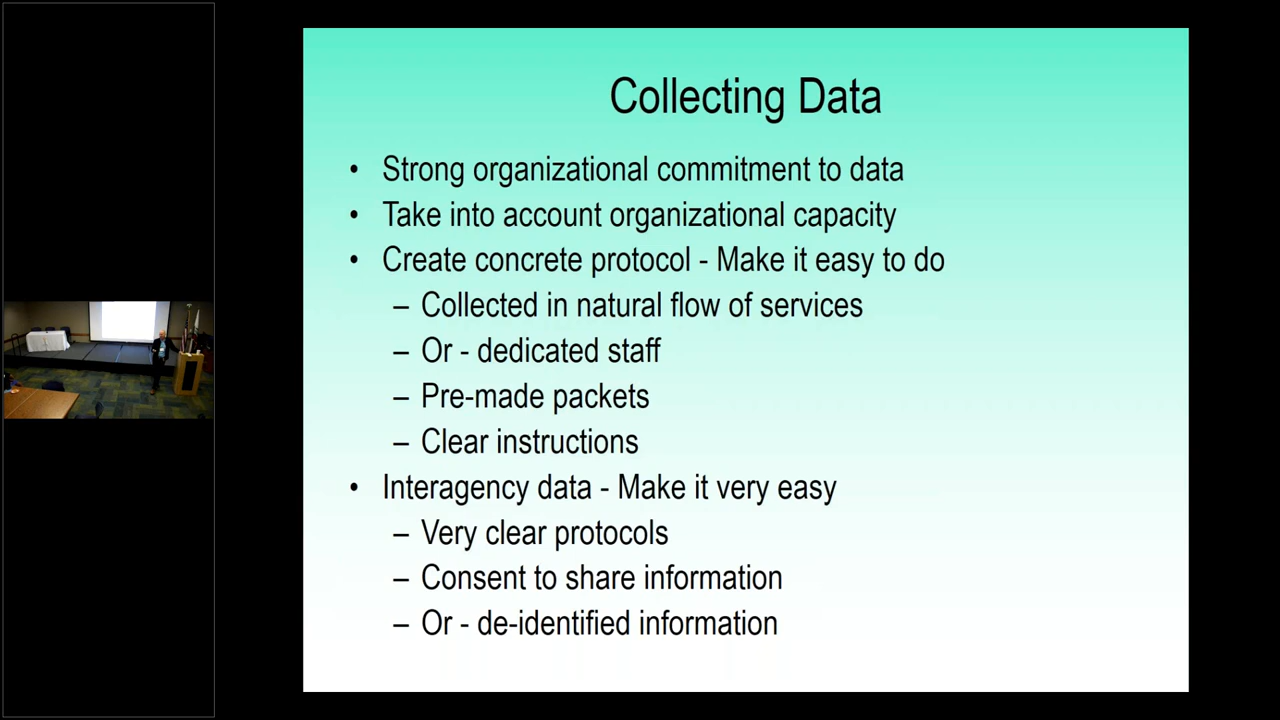 Collecting Data
• Strong organizational commitment to data
• Take into account organizational capacity
• Create concrete protocol - Make it easy to do
– Collected in natural flow of services
– Or - dedicated staff
– Pre-made packets
– Clear instructions
• Interagency data - Make it very easy
– Very clear protocols
– Consent to share information
– Or - de-identified information